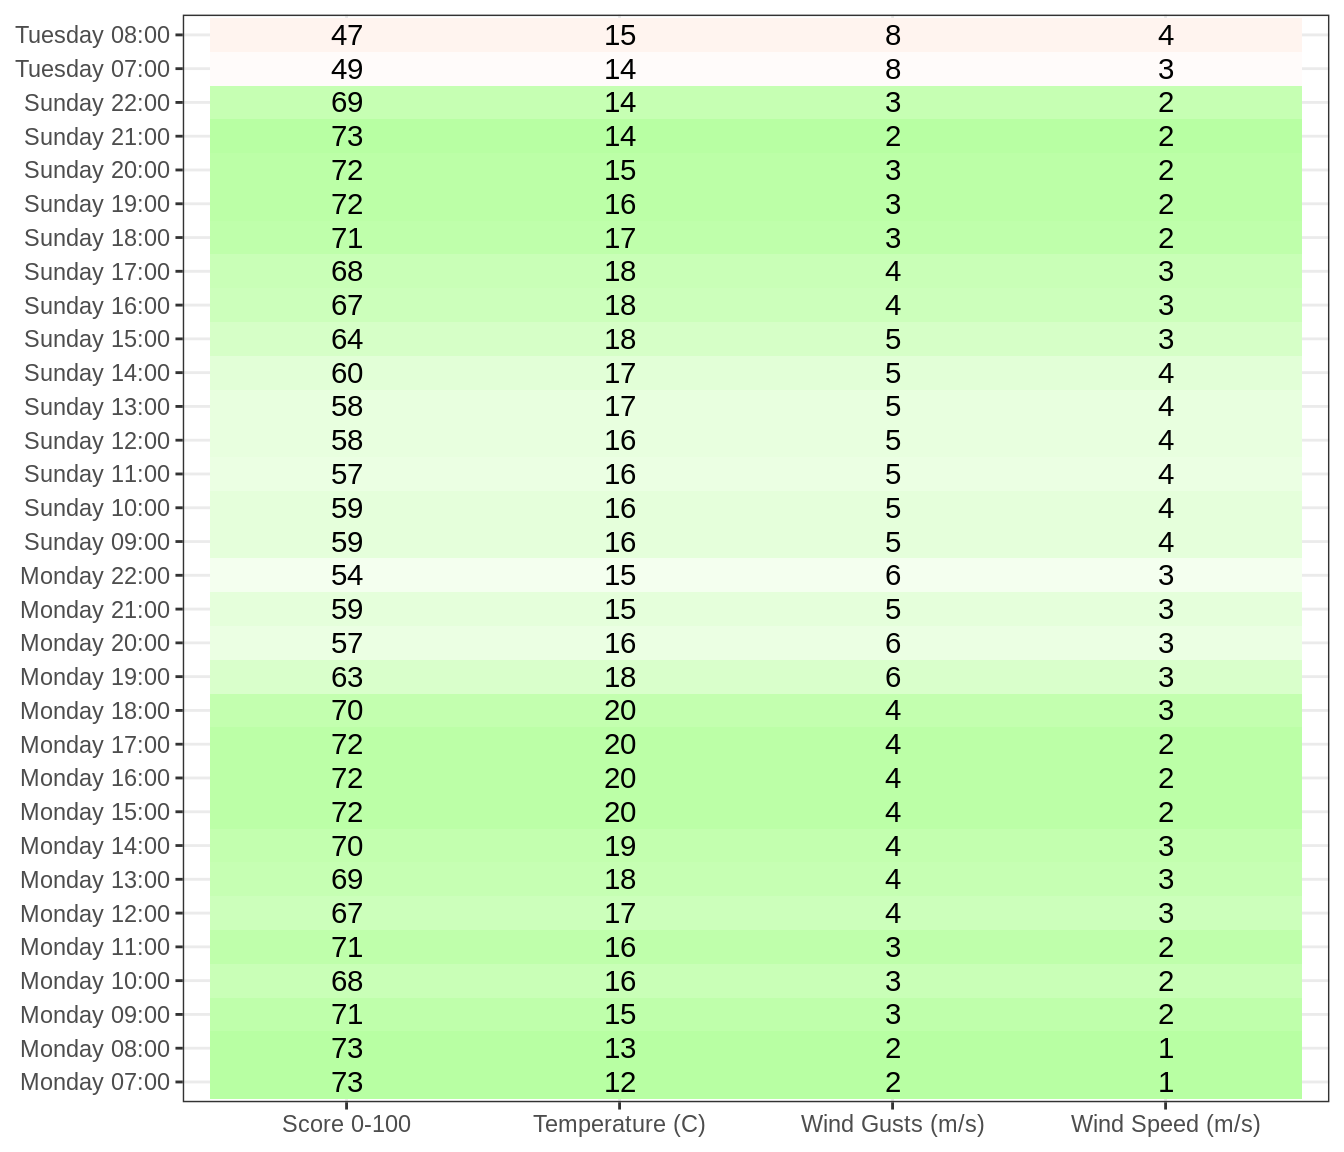 Tuesday 08:00 47 15 8 4
Tuesday 07:00 49 14 8 3
Sunday 22:00 69 14 3 2
Sunday 21:00 73 14 2 2
Sunday 20:00 72 15 3 2
Sunday 19:00 72 16 3 2
Sunday 18:00 71 17 3 2
Sunday 17:00 68 18 4 3
Sunday 16:00 67 18 4 3
Sunday 15:00 64 18 5 3
Sunday 14:00 60 17 5 4
Sunday 13:00 58 17 5 4
Sunday 12:00 58 16 5 4
Sunday 11:00 57 16 5 4
Sunday 10:00 59 16 5 4
Sunday 09:00 59 16 5 4
Monday 22:00 54 15 6 3
Monday 21:00 59 15 5 3
Monday 20:00 57 16 6 3
Monday 19:00 63 18 6 3
Monday 18:00 70 20 4 3
Monday 17:00 72 20 4 2
Monday 16:00 72 20 4 2
Monday 15:00 72 20 4 2
Monday 14:00 70 19 4 3
Monday 13:00 69 18 4 3
Monday 12:00 67 17 4 3
Monday 11:00 71 16 3 2
Monday 10:00 68 16 3 2
Monday 09:00 71 15 3 2
Monday 08:00 73 13 2 1
Monday 07:00 73 12 2 1
Score 0-100 Temperature (C) Wind Gusts (m/s) Wind Speed (m/s)